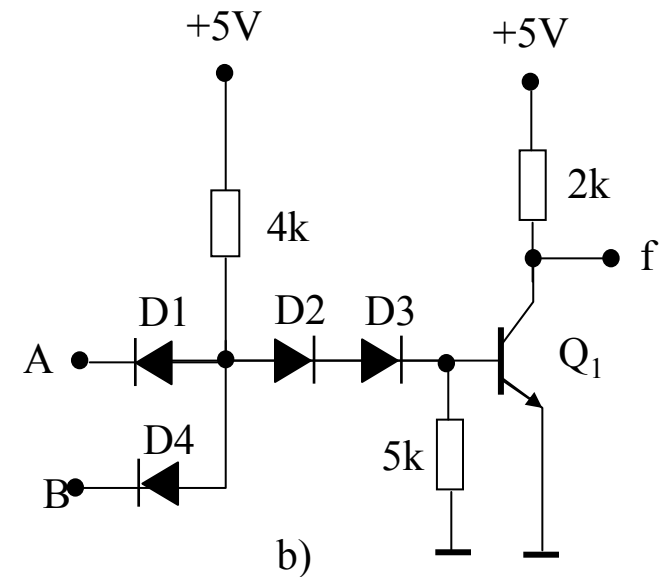 +5V +5V
4k 2k
f
D1 D2 D3
A Q₁
D4
5k
B
b)